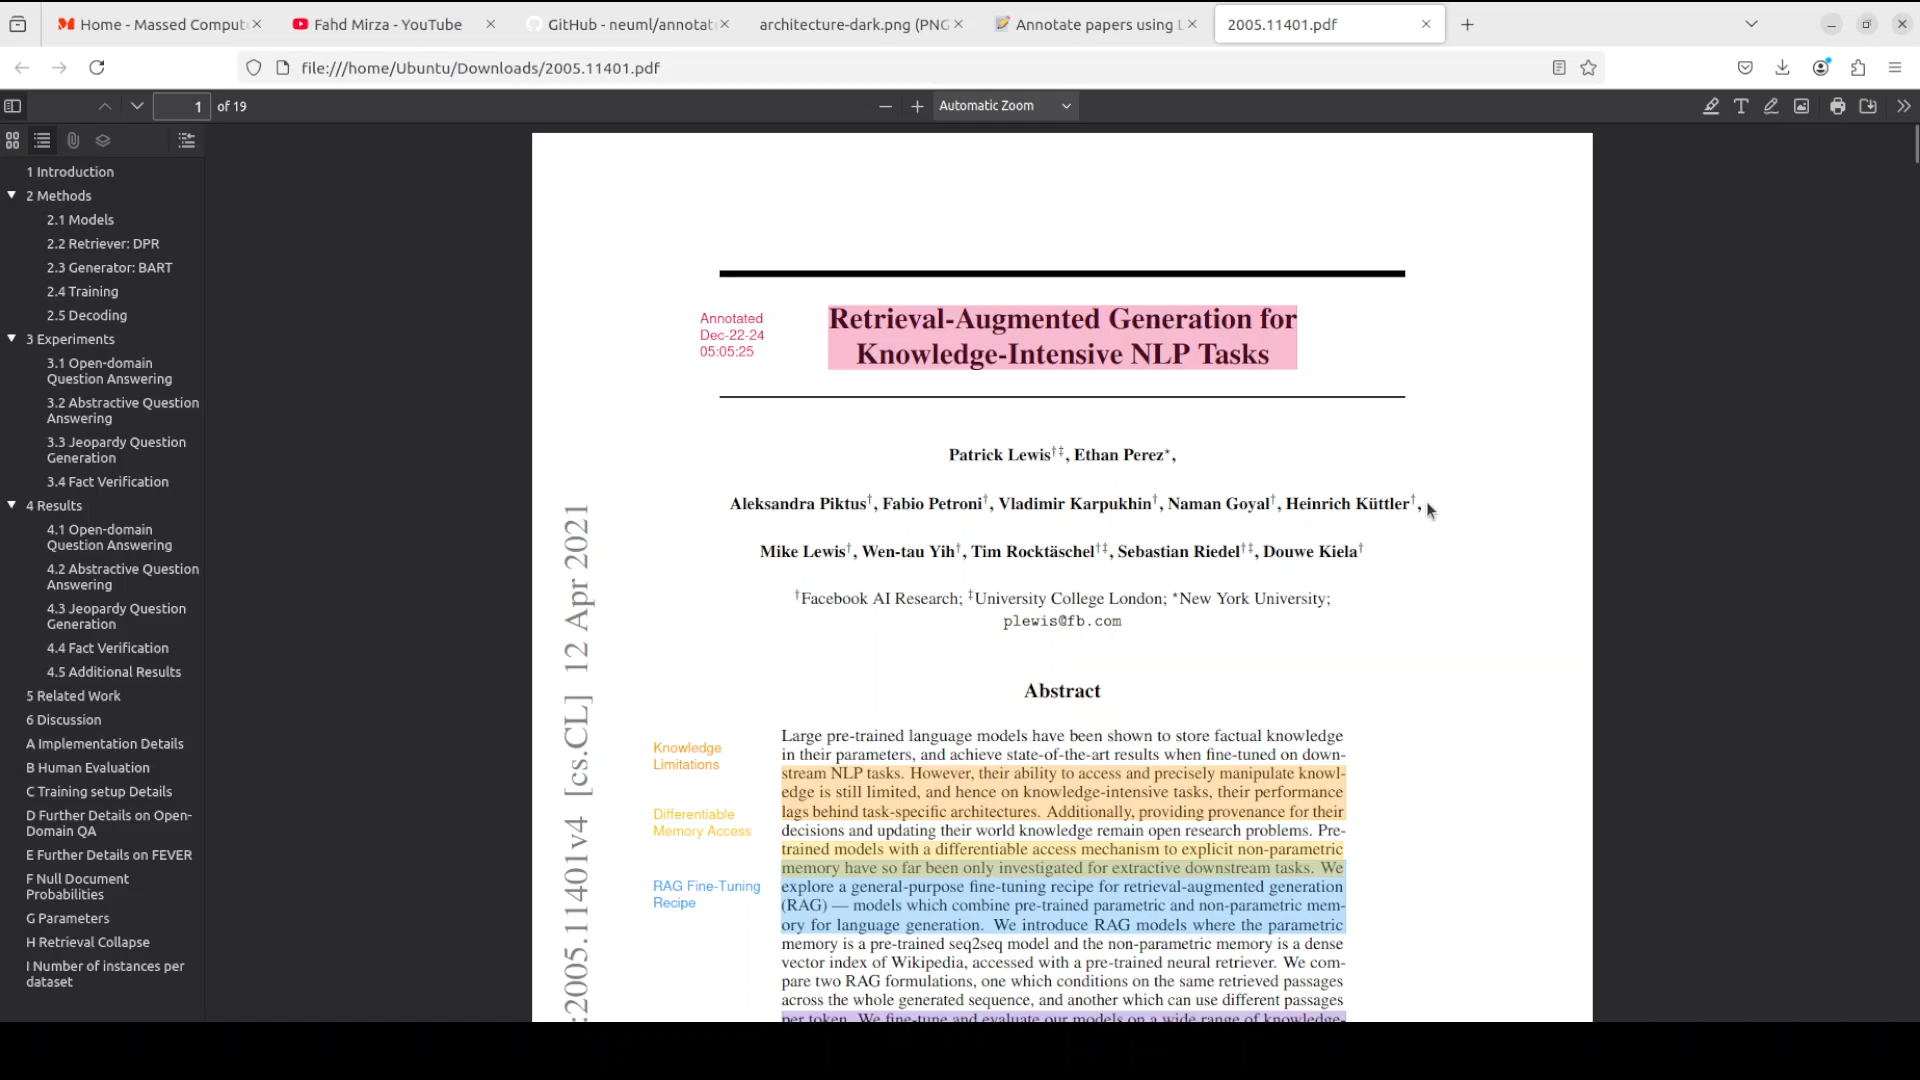 Home - Massed Comput
Fahd Mirza - YouTube
GitHub - neuml/annotat
architecture-dark.png (PNG
Annotate papers using L
2005.11401.pdf
file:///home/Ubuntu/Downloads/2005.11401.pdf
1 of 19
Automatic Zoom
1 Introduction
2 Methods
2.1 Models
2.2 Retriever: DPR
2.3 Generator: BART
2.4 Training
2.5 Decoding
3 Experiments
3.1 Open-domain
Question Answering
3.2 Abstractive Question
Answering
3.3 Jeopardy Question
Generation
3.4 Fact Verification
4 Results
4.1 Open-domain
Question Answering
4.2 Abstractive Question
Answering
4.3 Jeopardy Question
Generation
4.4 Fact Verification
4.5 Additional Results
5 Related Work
6 Discussion
A Implementation Details
B Human Evaluation
C Training setup Details
D Further Details on Open-
Domain QA
E Further Details on FEVER
F Null Document
Probabilities
G Parameters
H Retrieval Collapse
I Number of instances per
dataset
:2005.11401v4 [cs.CL] 12 Apr 2021
Annotated
Dec-22-24
05:05:25
Retrieval-Augmented Generation for
Knowledge-Intensive NLP Tasks
Patrick Lewis†‡, Ethan Perez⋆,
Aleksandra Piktus†, Fabio Petroni†, Vladimir Karpukhin†, Naman Goyal†, Heinrich Küttler†,
Mike Lewis†, Wen-tau Yih†, Tim Rocktäschel†‡, Sebastian Riedel†‡, Douwe Kiela†
†Facebook AI Research; ‡University College London; ⋆New York University;
plewis@fb.com
Abstract
Knowledge
Limitations
Differentiable
Memory Access
RAG Fine-Tuning
Recipe
Large pre-trained language models have been shown to store factual knowledge
in their parameters, and achieve state-of-the-art results when fine-tuned on down-
stream NLP tasks. However, their ability to access and precisely manipulate knowl-
edge is still limited, and hence on knowledge-intensive tasks, their performance
lags behind task-specific architectures. Additionally, providing provenance for their
decisions and updating their world knowledge remain open research problems. Pre-
trained models with a differentiable access mechanism to explicit non-parametric
memory have so far been only investigated for extractive downstream tasks. We
explore a general-purpose fine-tuning recipe for retrieval-augmented generation
(RAG) — models which combine pre-trained parametric and non-parametric mem-
ory for language generation. We introduce RAG models where the parametric
memory is a pre-trained seq2seq model and the non-parametric memory is a dense
vector index of Wikipedia, accessed with a pre-trained neural retriever. We com-
pare two RAG formulations, one which conditions on the same retrieved passages
across the whole generated sequence, and another which can use different passages
per token. We fine-tune and evaluate our models on a wide range of knowledge-